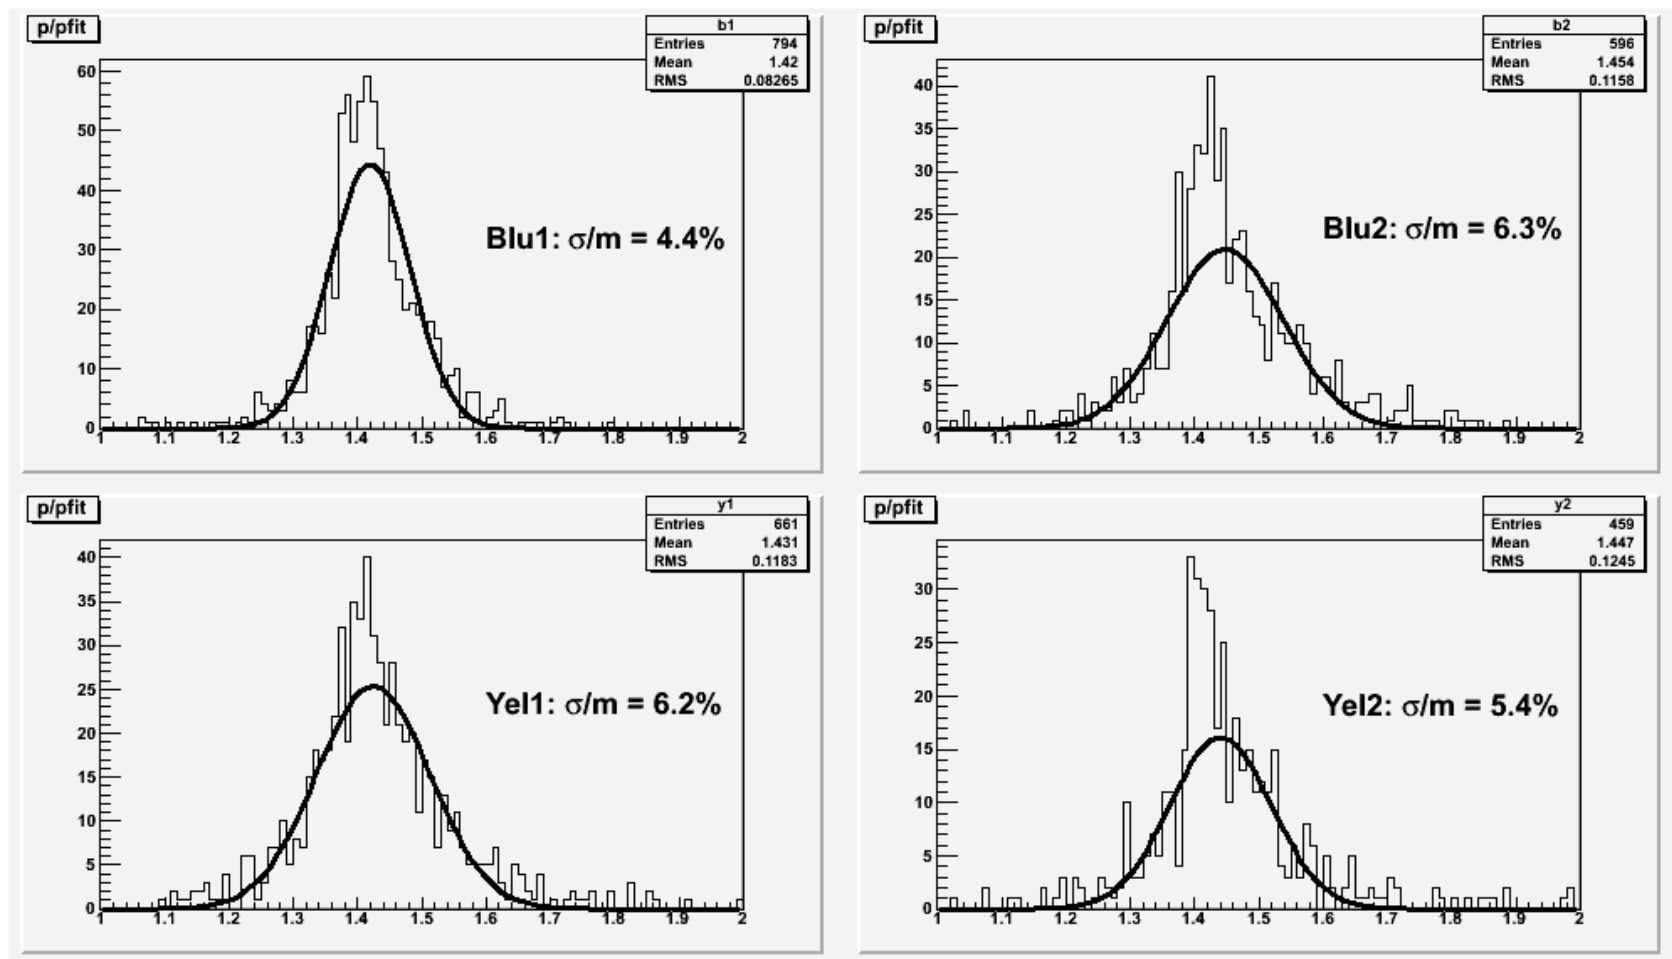 p/pfit
b1
Entries 794
Mean 1.42
RMS 0.08265
60
50
40
30
20
10
0
Blu1: σ/m = 4.4%
1 1.1 1.2 1.3 1.4 1.5 1.6 1.7 1.8 1.9 2
p/pfit
b2
Entries 596
Mean 1.454
RMS 0.1158
40
35
30
25
20
15
10
5
0
Blu2: σ/m = 6.3%
1 1.1 1.2 1.3 1.4 1.5 1.6 1.7 1.8 1.9 2
p/pfit
y1
Entries 661
Mean 1.431
RMS 0.1183
40
35
30
25
20
15
10
5
0
Yel1: σ/m = 6.2%
1 1.1 1.2 1.3 1.4 1.5 1.6 1.7 1.8 1.9 2
p/pfit
y2
Entries 459
Mean 1.447
RMS 0.1245
30
25
20
15
10
5
0
Yel2: σ/m = 5.4%
1 1.1 1.2 1.3 1.4 1.5 1.6 1.7 1.8 1.9 2